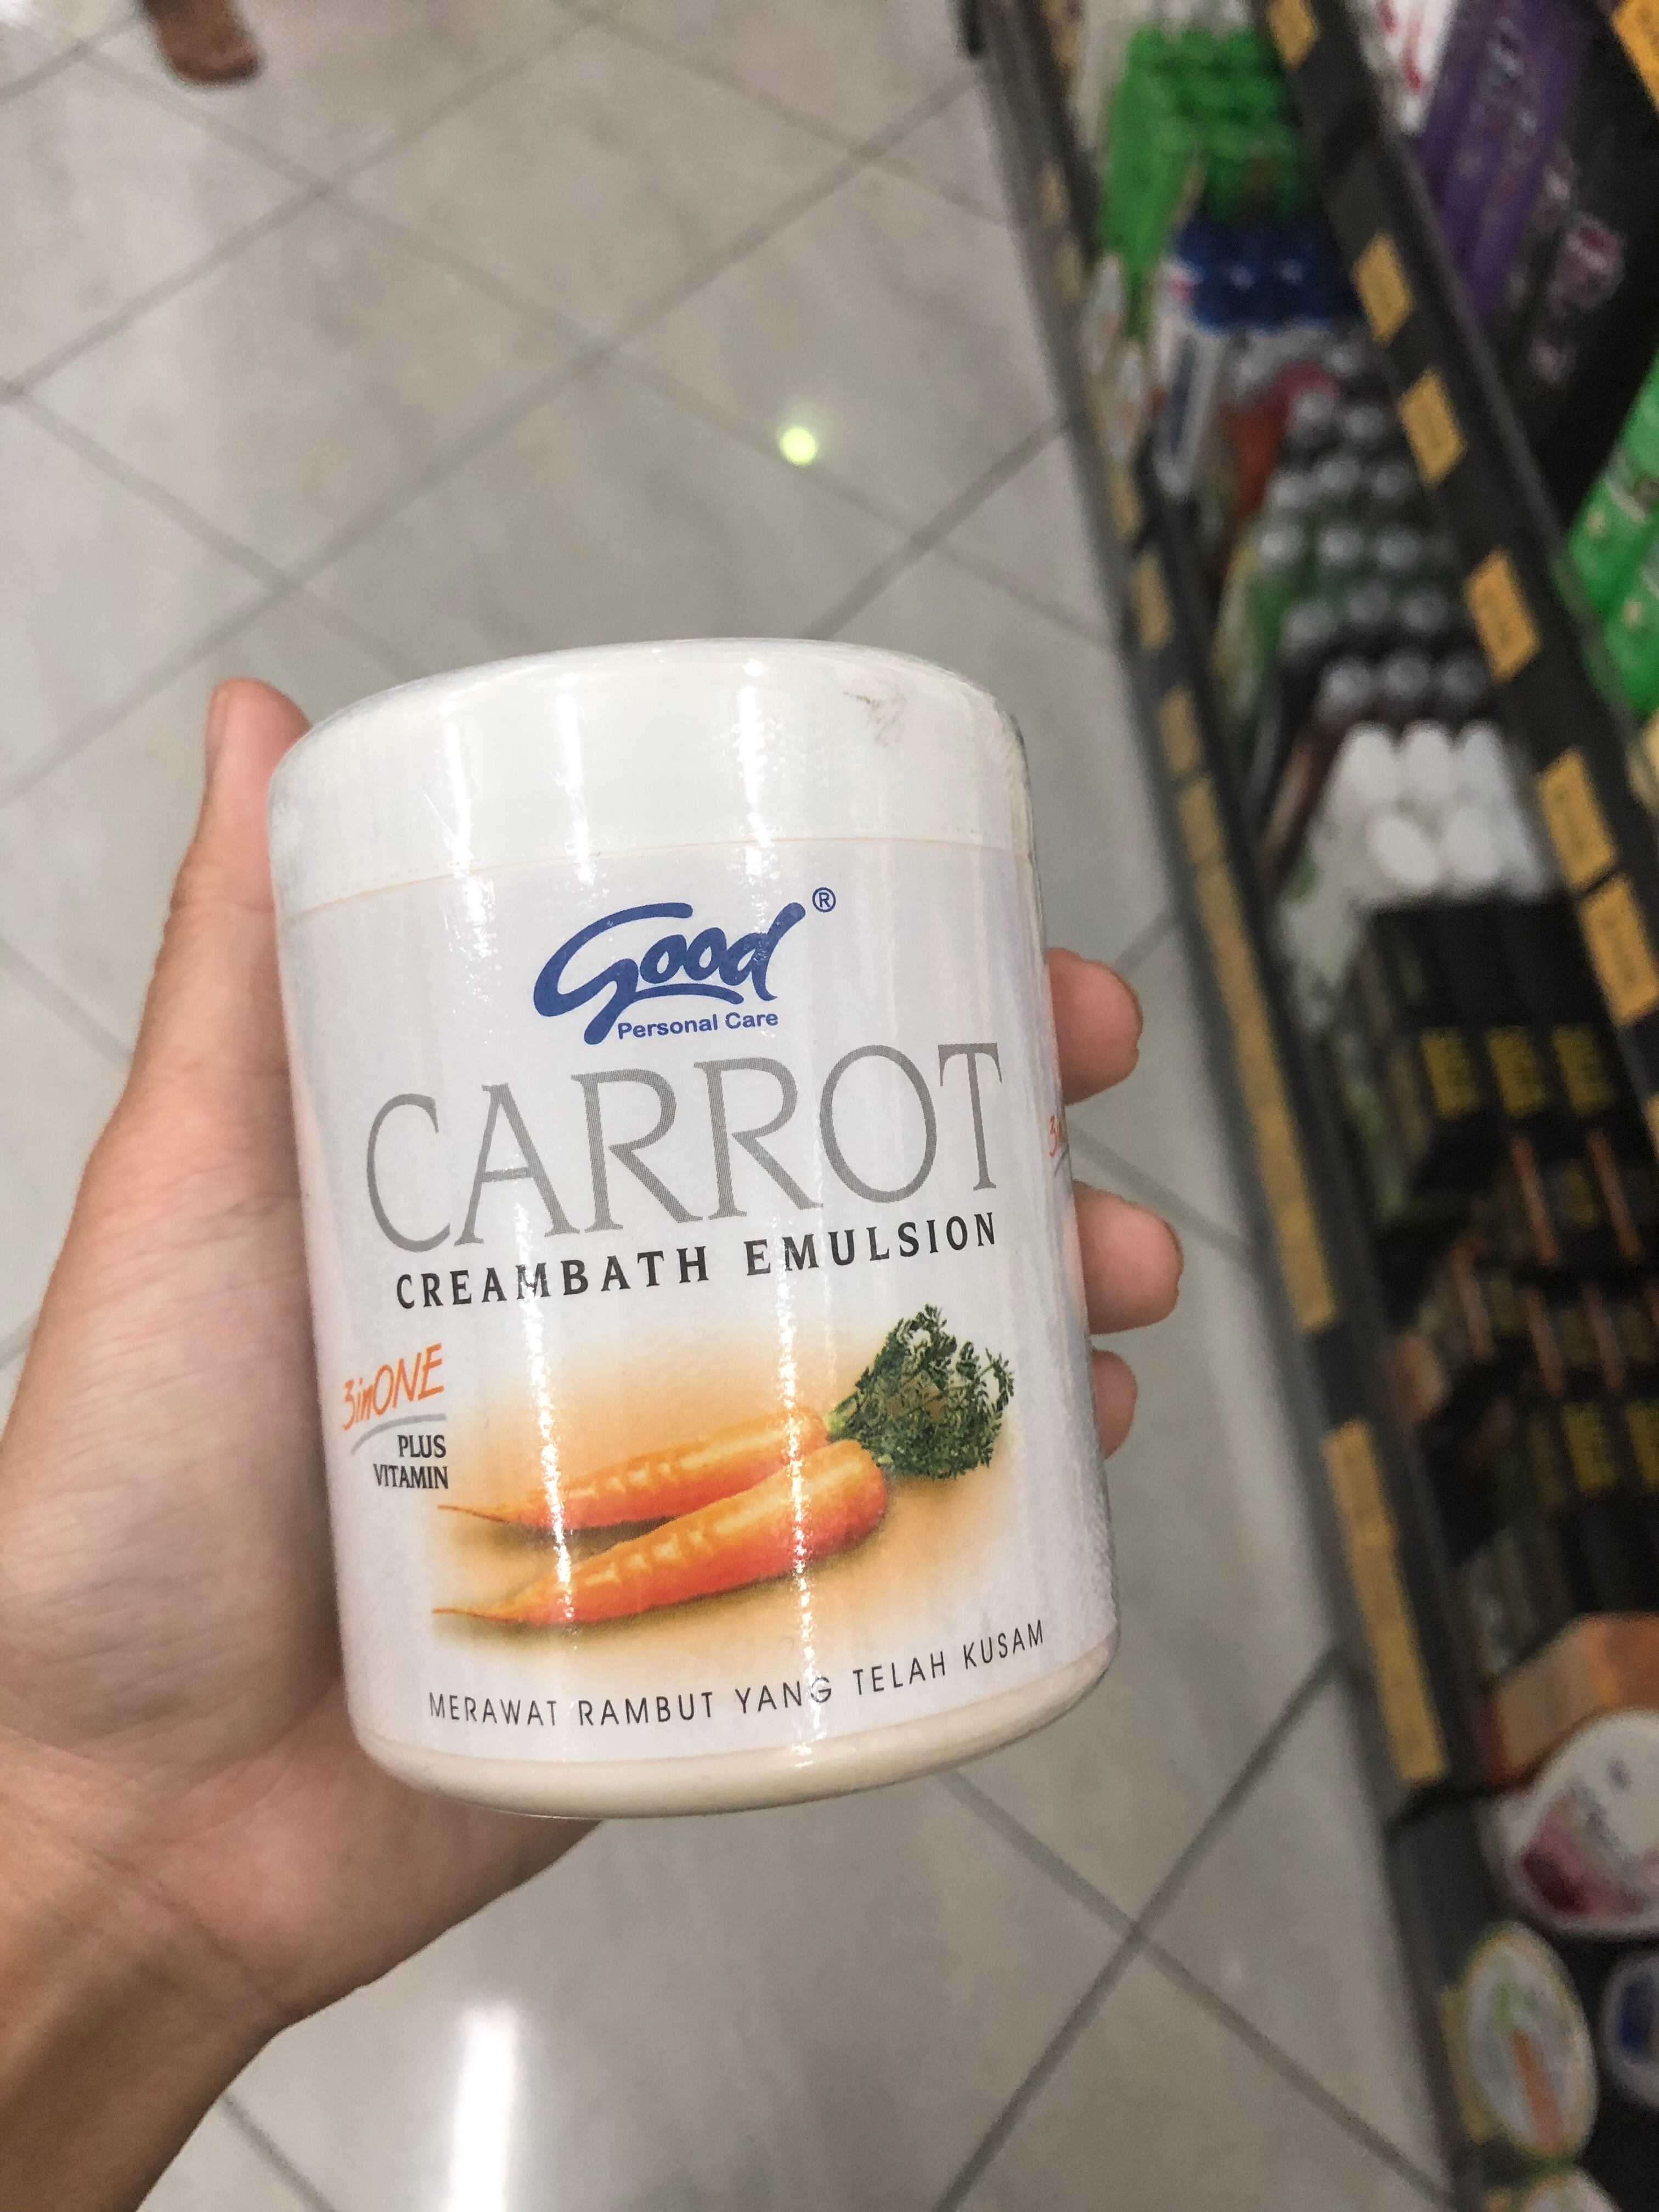 Good ®
Personal Care
CARROT
CREAMBATH EMULSION
3inONE
PLUS
VITAMIN
MERAWAT RAMBUT YANG TELAH KUSAM